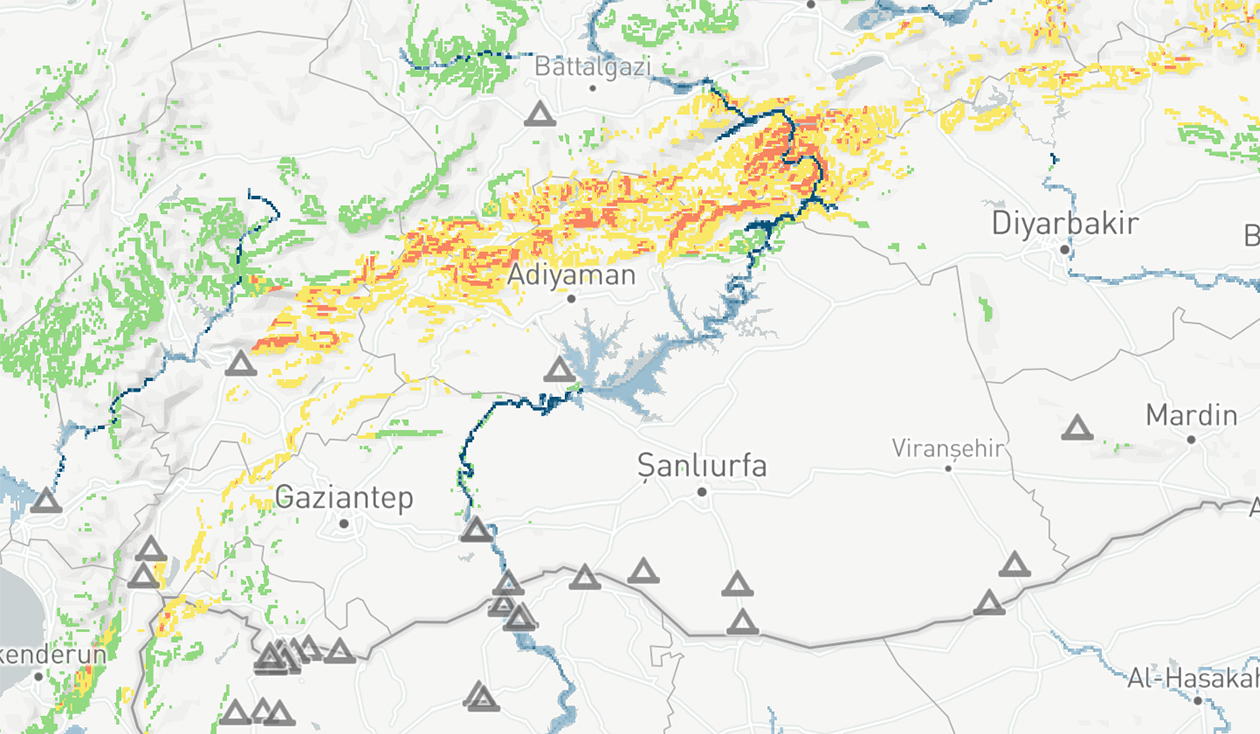 Battalgazi
Diyarbakir
B
Adiyaman
Mardin
Viranşehir
Şanlıurfa
Gaziantep
A
kenderun
Al-Hasakah